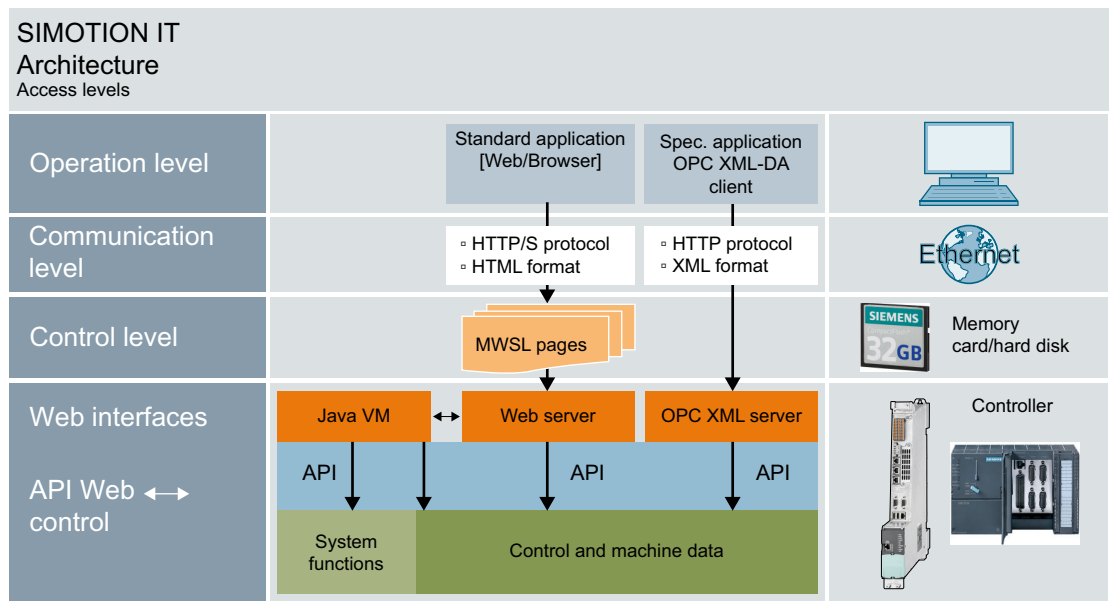 SIMOTION IT
Architecture
Access levels
Operation level
Standard application
[Web/Browser]
Spec. application
OPC XML-DA
client
Communication
level
▫ HTTP/S protocol
▫ HTML format
▫ HTTP protocol
▫ XML format
Ethernet
Control level
MWSL pages
SIEMENS
32GB
Memory
card/hard disk
Web interfaces
Java VM
Web server
OPC XML server
Controller
API Web ↔
control
API
API
API
System
functions
Control and machine data